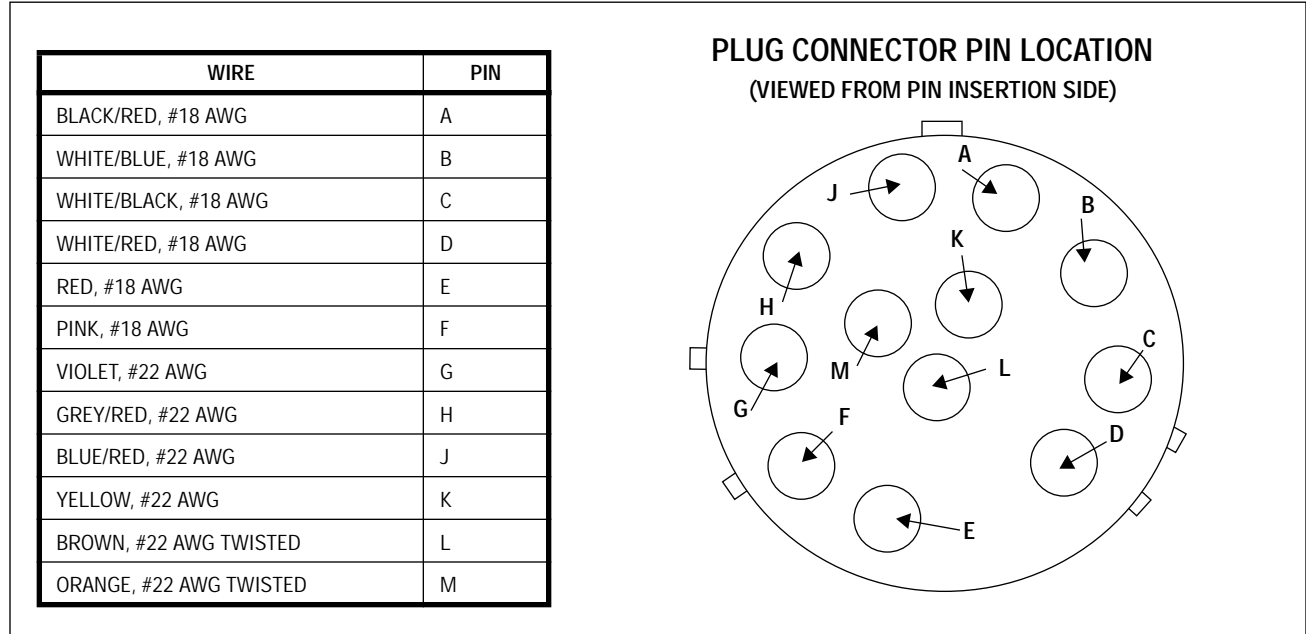 WIRE PIN
BLACK/RED, #18 AWG A
WHITE/BLUE, #18 AWG B
WHITE/BLACK, #18 AWG C
WHITE/RED, #18 AWG D
RED, #18 AWG E
PINK, #18 AWG F
VIOLET, #22 AWG G
GREY/RED, #22 AWG H
BLUE/RED, #22 AWG J
YELLOW, #22 AWG K
BROWN, #22 AWG TWISTED L
ORANGE, #22 AWG TWISTED M
PLUG CONNECTOR PIN LOCATION
(VIEWED FROM PIN INSERTION SIDE)
A
J
B
K
H
C
M
L
G
F
D
E